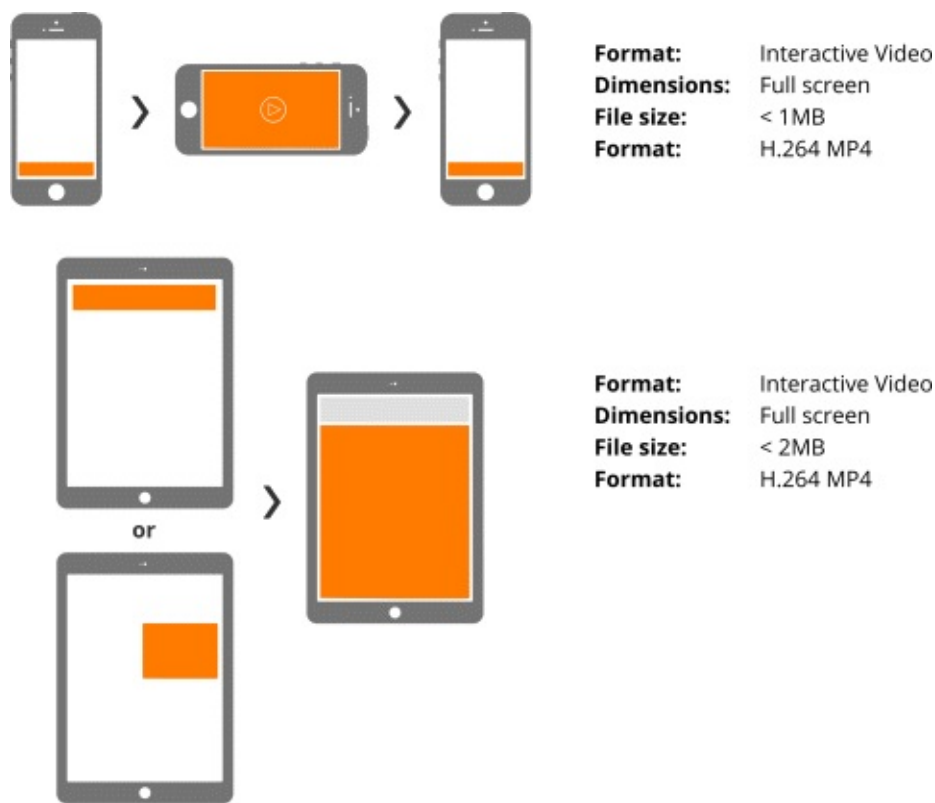 Format: Interactive Video
Dimensions: Full screen
File size: < 1MB
Format: H.264 MP4
or
Format: Interactive Video
Dimensions: Full screen
File size: < 2MB
Format: H.264 MP4